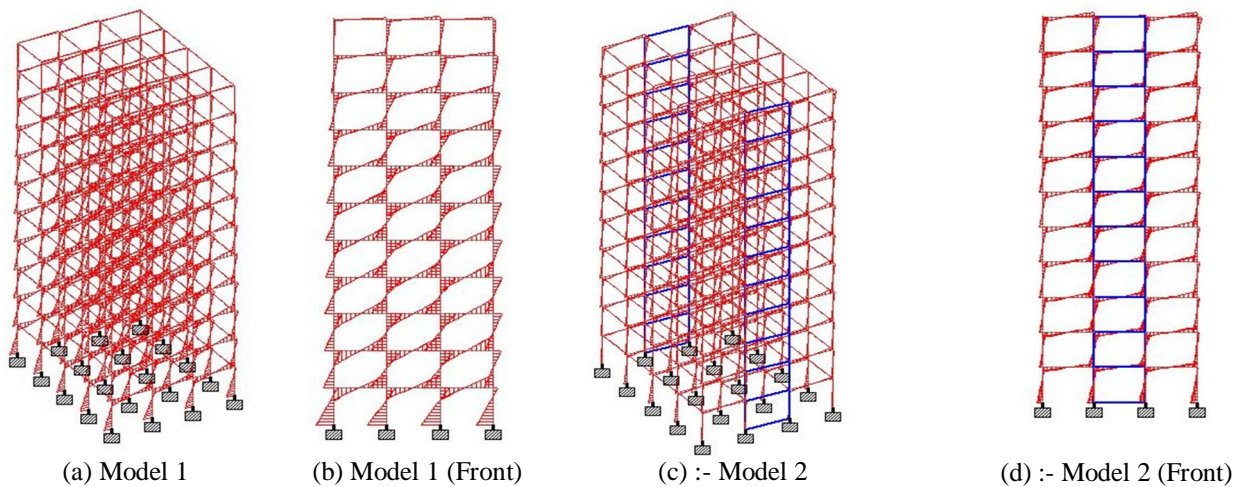 (a) Model 1
(b) Model 1 (Front)
(c) :- Model 2
(d) :- Model 2 (Front)